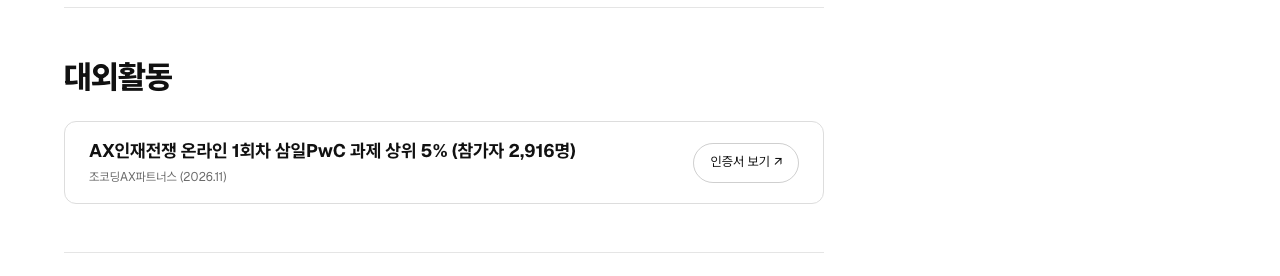 대외활동
AX인재전쟁 온라인 1회차 삼일PwC 과제 상위 5% (참가자 2,916명)
조코딩AX파트너스 (2026.11)
인증서 보기 ↗